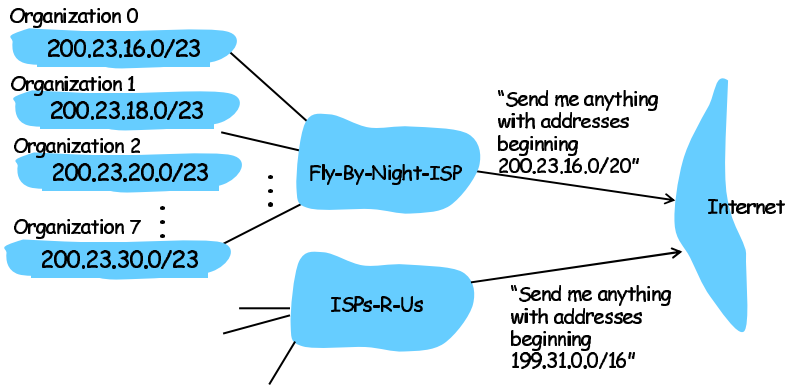 Organization 0
200.23.16.0/23
Organization 1
200.23.18.0/23
Organization 2
200.23.20.0/23
Organization 7
200.23.30.0/23
Fly-By-Night-ISP
“Send me anything
with addresses
beginning
200.23.16.0/20”
Internet
ISPs-R-Us
“Send me anything
with addresses
beginning
199.31.0.0/16”